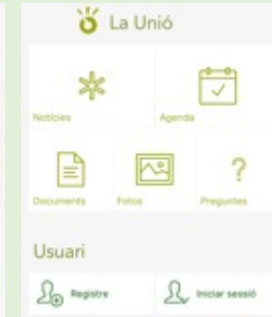 La Unió
Notícies
Agenda
Documents
Fotos
Preguntes
Usuari
Registre
Iniciar sessió